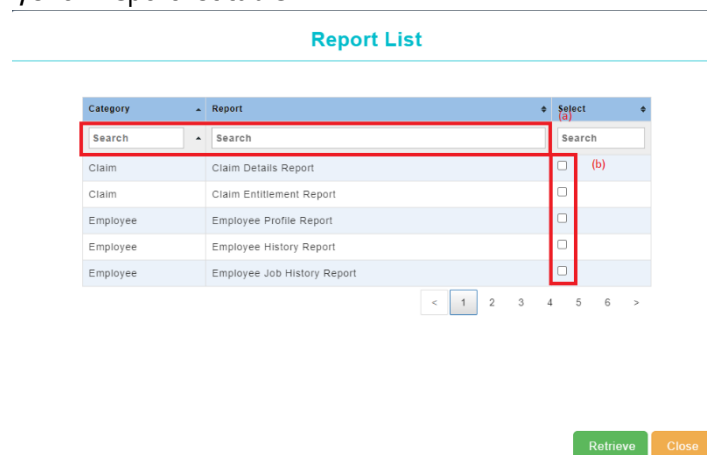 Report List
Category Report Select
(a)
Search Search Search
Claim Claim Details Report (b)
Claim Claim Entitlement Report
Employee Employee Profile Report
Employee Employee History Report
Employee Employee Job History Report
< 1 2 3 4 5 6 >
Retrieve Close